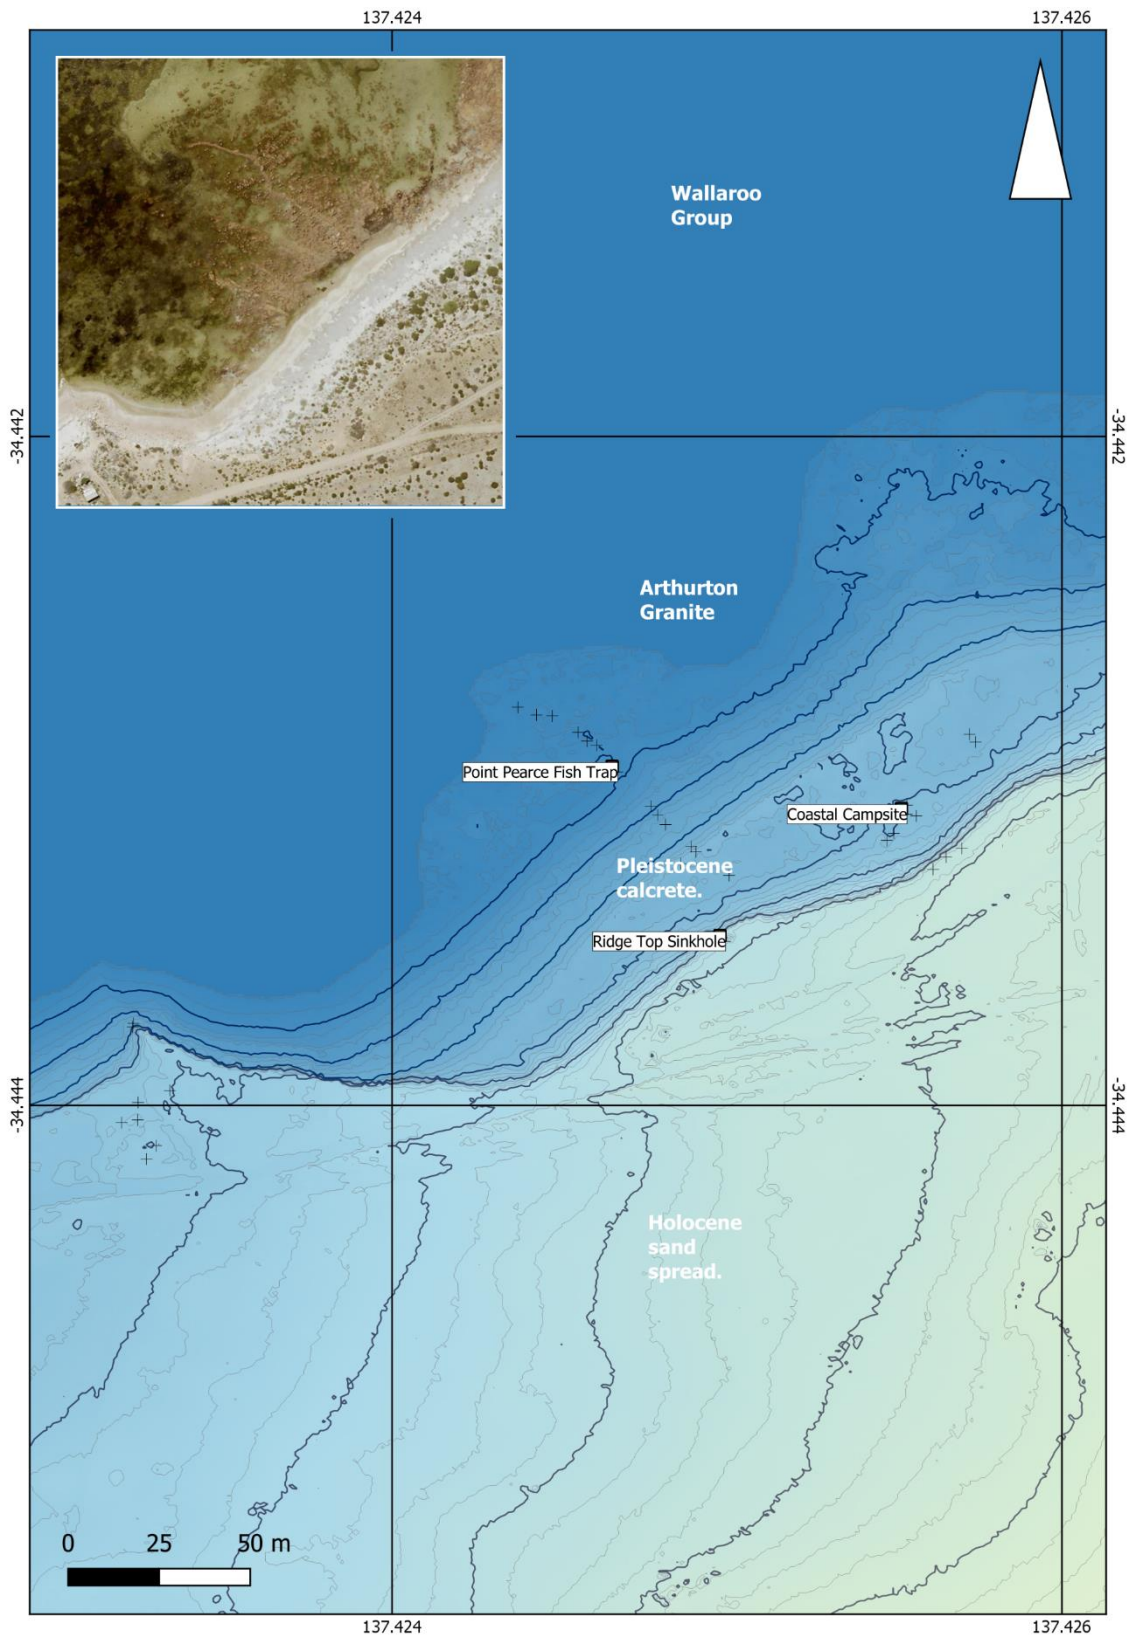 137.424
137.426
Wallaroo
Group
-34.442
-34.442
Arthurton
Granite
Point Pearce Fish Trap
Coastal Campsite
Pleistocene
calcrete.
Ridge Top Sinkhole
-34.444
-34.444
Holocene
sand
spread.
0 25 50 m
137.424
137.426